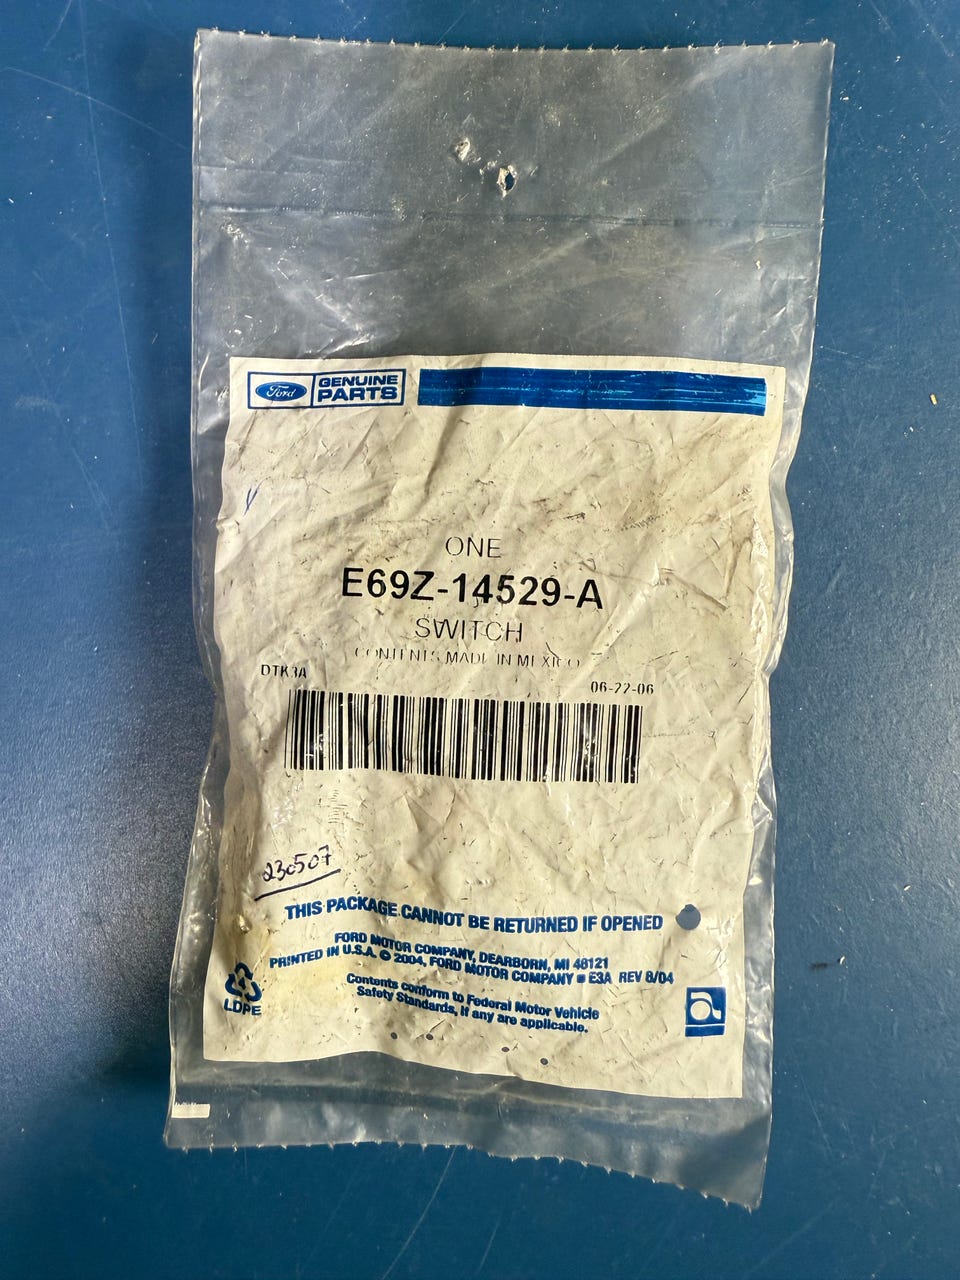 Ford GENUINE PARTS
ONE
E69Z-14529-A
SWITCH
CONTENTS MADE IN MEXICO
DTK3A 06-22-06
230507
THIS PACKAGE CANNOT BE RETURNED IF OPENED
FORD MOTOR COMPANY, DEARBORN, MI 48121
PRINTED IN U.S.A. © 2004, FORD MOTOR COMPANY ■ E3A REV 8/04
Contents conform to Federal Motor Vehicle
Safety Standards, if any are applicable.
LDPE